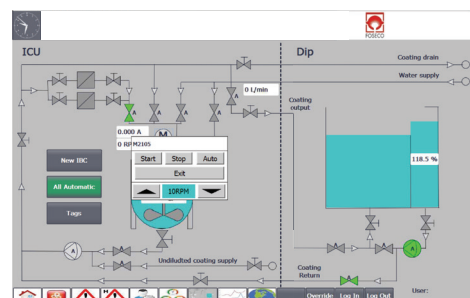 FOSECO
ICU
Dip
Coating drain
Water supply
0 L/min
Coating
output
A
A
A
A
A
0.000 A
0 RP
M
M2105
Start
Stop
Auto
Exit
10RPM
New IBC
All Automatic
Tags
118.5 %
A
A
A
A
A
A
Undiluted coating supply
Coating
Return
Override
Log In
Log Out
User: